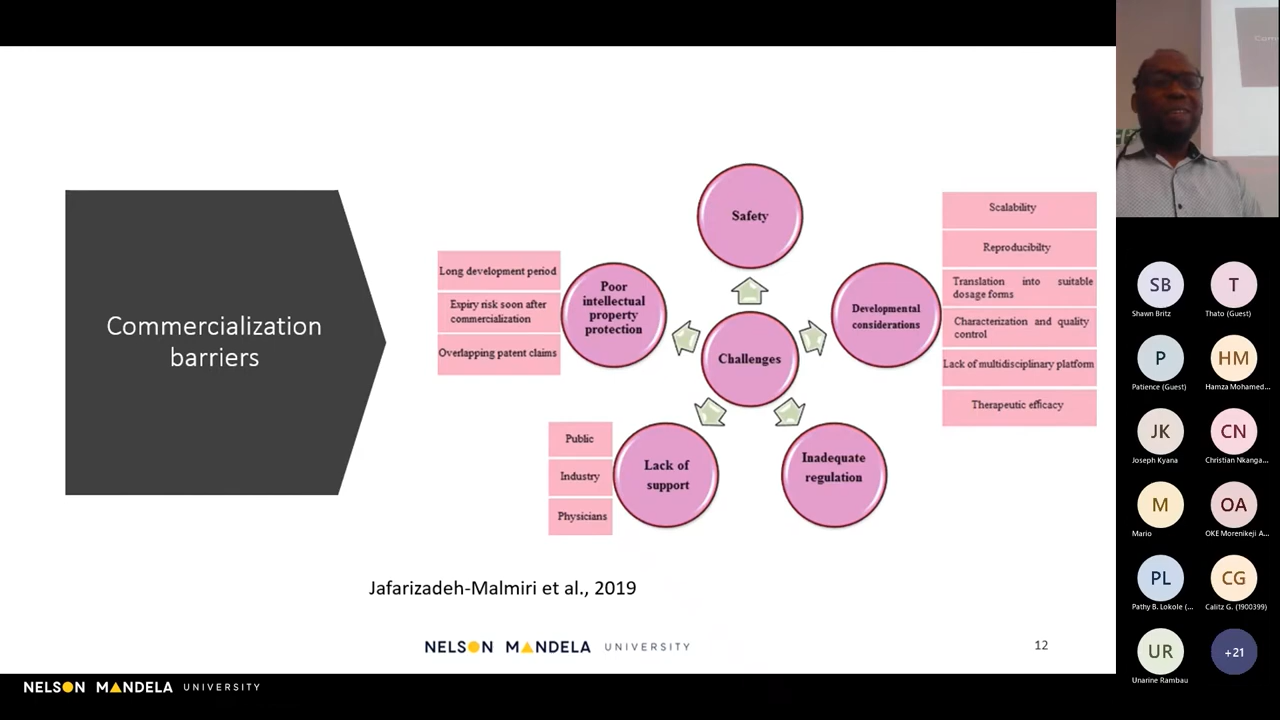 Commercialization
barriers
Safety
Poor
intellectual
property
protection
Long development period
Expiry risk soon after
commercialization
Overlapping patent claims
Challenges
Developmental
considerations
Scalability
Reproducibilty
Translation into suitable
dosage forms
Characterization and quality
control
Lack of multidisciplinary platform
Therapeutic efficacy
Lack of
support
Public
Industry
Physicians
Inadequate
regulation
Jafarizadeh-Malmiri et al., 2019
NELSON MANDELA UNIVERSITY
12
NELSON MANDELA UNIVERSITY
SB
Shawn Britz
T
Thato (Guest)
P
Patience (Guest)
HM
Hamza Mohamed...
JK
Joseph Kyana
CN
Christian Nkanga...
M
Mario
OA
OKE Morenikeji A...
PL
Pathy B. Lokole (...
CG
Calitz G. (1900399)
UR
Unarine Rambau
+21